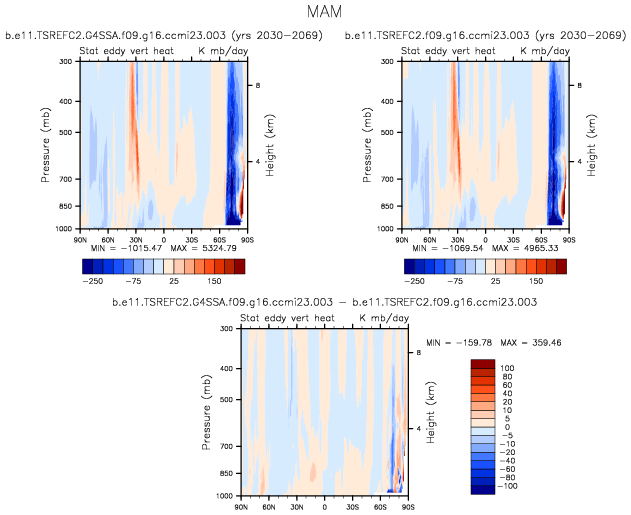 MAM
b.e11.TSREFC2.G4SSA.f09.g16.ccmi23.003 (yrs 2030-2069)
b.e11.TSREFC2.f09.g16.ccmi23.003 (yrs 2030-2069)
Stat eddy vert heat K mb/day
Stat eddy vert heat K mb/day
300
400
500
700
850
1000
Pressure (mb)
8
4
Height (km)
90N 60N 30N 0 30S 60S 90S
MIN = -1015.47 MAX = 5324.79
-250 -75 25 150
300
400
500
700
850
1000
Pressure (mb)
8
4
Height (km)
90N 60N 30N 0 30S 60S 90S
MIN = -1069.54 MAX = 4965.33
-250 -75 25 150
b.e11.TSREFC2.G4SSA.f09.g16.ccmi23.003 - b.e11.TSREFC2.f09.g16.ccmi23.003
Stat eddy vert heat K mb/day
300
400
500
700
850
1000
Pressure (mb)
8
4
Height (km)
90N 60N 30N 0 30S 60S 90S
MIN = -159.78 MAX = 359.46
100
80
60
40
20
10
5
0
-5
-10
-20
-40
-60
-80
-100